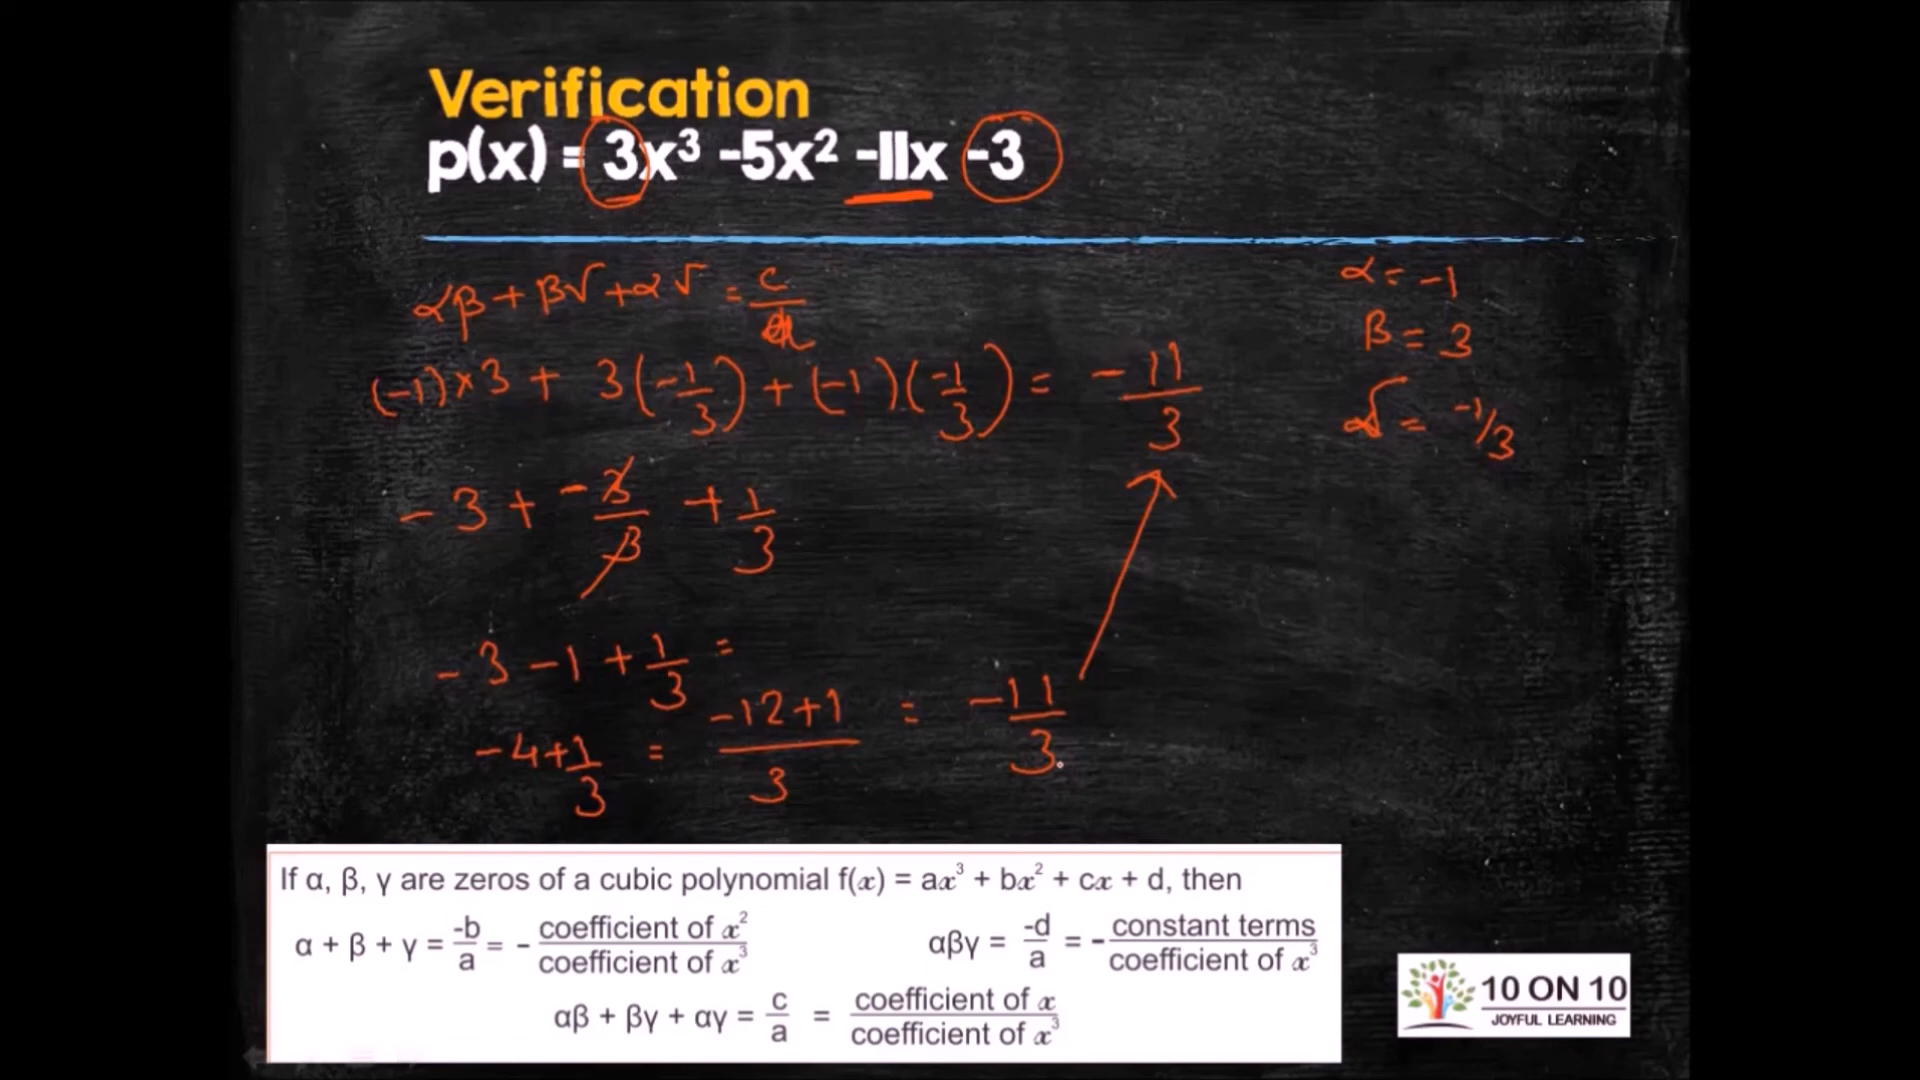 Verification
p(x) = 3x³ -5x² -11x -3
αβ + βγ + αγ = c/a
α = -1
β = 3
(-1)×3 + 3(-1/3) + (-1)(-1/3) = -11/3
γ = -1/3
-3 + -3/3 + 1/3
-3 -1 + 1/3 =
-4+1/3 = -12+1/3 = -11/3
If α, β, γ are zeros of a cubic polynomial f(x) = ax³ + bx² + cx + d, then
α + β + γ = -b/a = - coefficient of x²/coefficient of x³
αβγ = -d/a = - constant terms/coefficient of x³
αβ + βγ + αγ = c/a = coefficient of x/coefficient of x³
10 ON 10
JOYFUL LEARNING